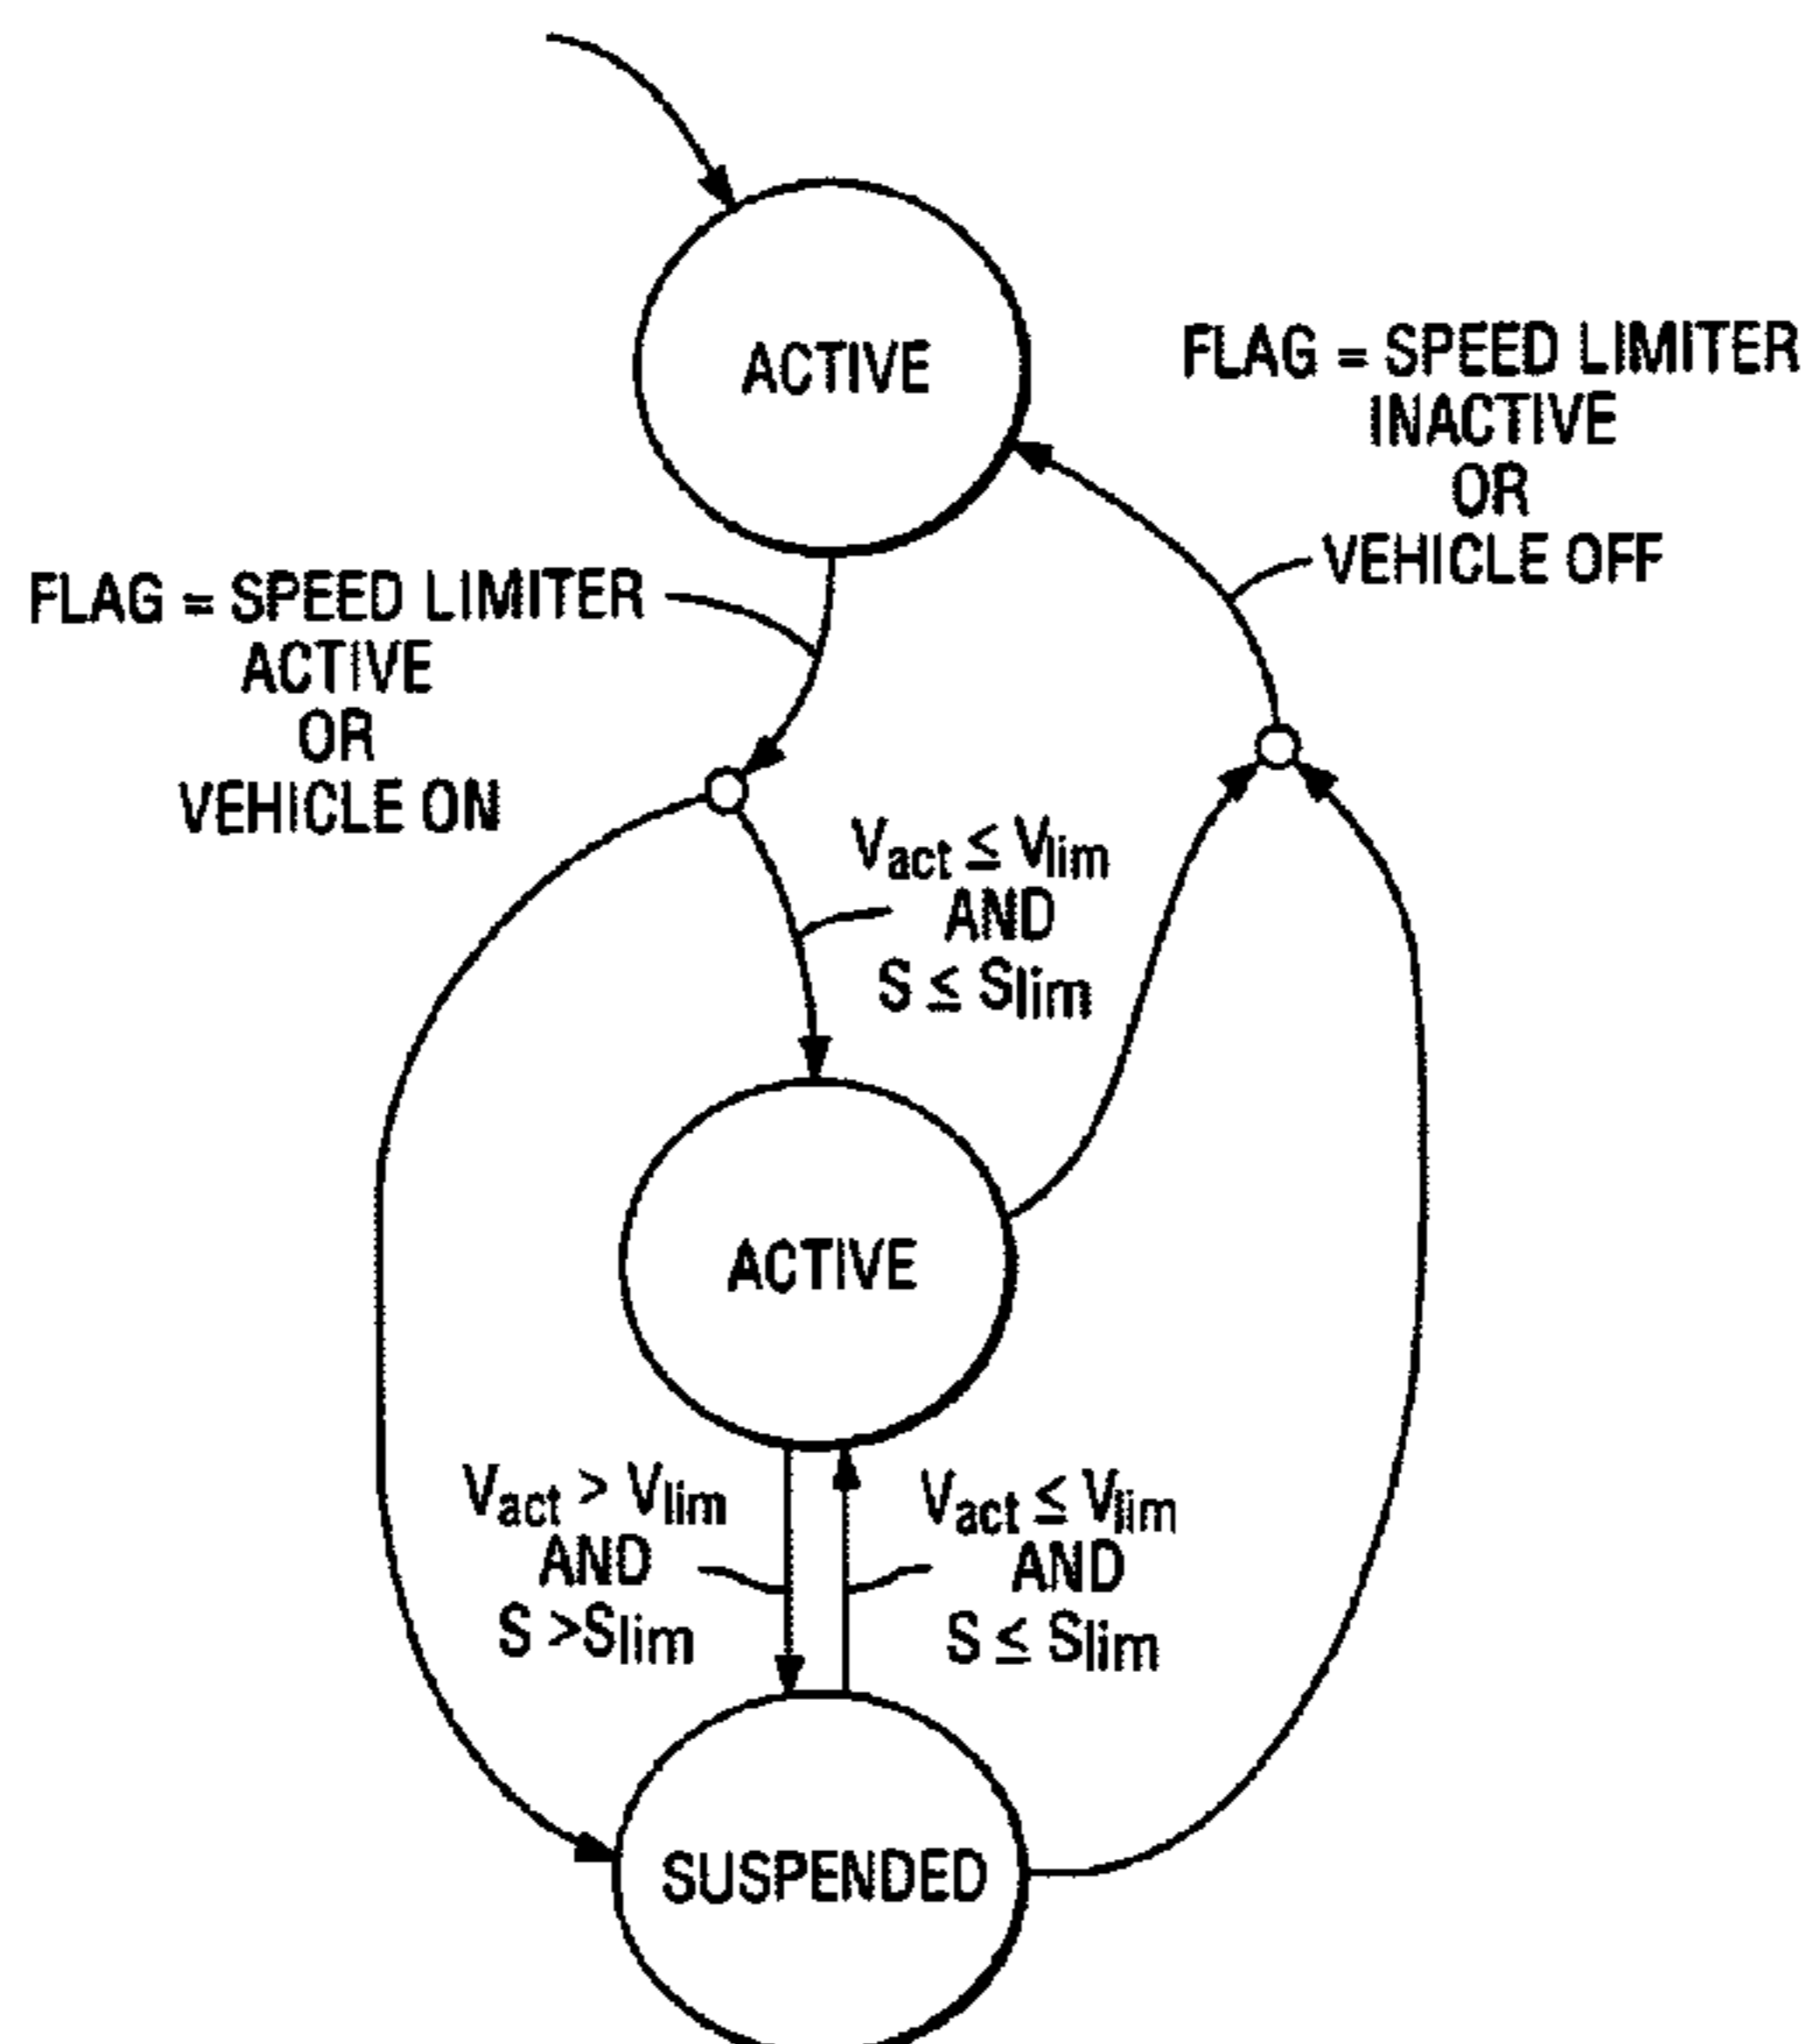 ACTIVE
FLAG = SPEED LIMITER
INACTIVE
OR
VEHICLE OFF
FLAG = SPEED LIMITER
ACTIVE
OR
VEHICLE ON
Vact ≤ Vlim
AND
S ≤ Slim
ACTIVE
Vact > Vlim
AND
S >Slim
Vact ≤ Vlim
AND
S ≤ Slim
SUSPENDED